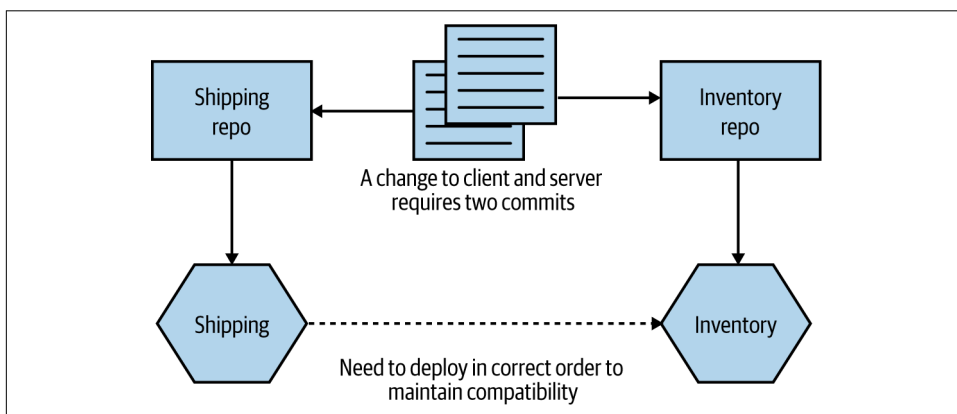 Shipping
repo
Inventory
repo
A change to client and server
requires two commits
Shipping
Inventory
Need to deploy in correct order to
maintain compatibility